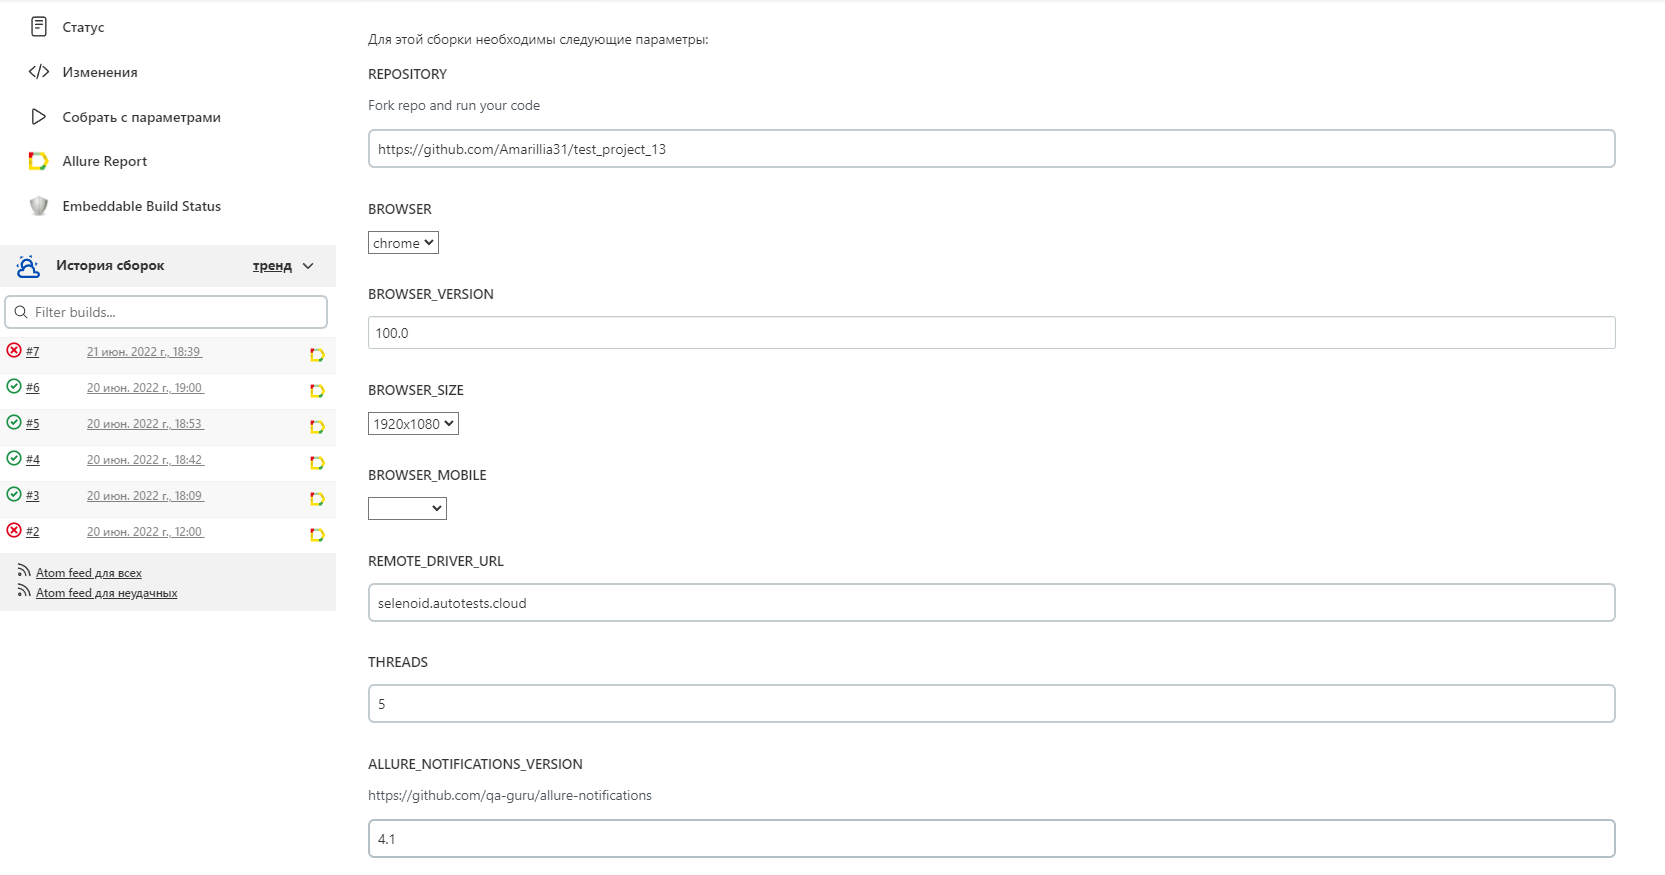 Статус
Изменения
Собрать с параметрами
Allure Report
Embeddable Build Status
История сборок тренд
Filter builds...
#7 21 июн. 2022 г., 18:39
#6 20 июн. 2022 г., 19:00
#5 20 июн. 2022 г., 18:53
#4 20 июн. 2022 г., 18:42
#3 20 июн. 2022 г., 18:09
#2 20 июн. 2022 г., 12:00
Atom feed для всех
Atom feed для неудачных
Для этой сборки необходимы следующие параметры:
REPOSITORY
Fork repo and run your code
https://github.com/Amarillia31/test_project_13
BROWSER
chrome
BROWSER_VERSION
100.0
BROWSER_SIZE
1920x1080
BROWSER_MOBILE
REMOTE_DRIVER_URL
selenoid.autotests.cloud
THREADS
5
ALLURE_NOTIFICATIONS_VERSION
https://github.com/qa-guru/allure-notifications
4.1